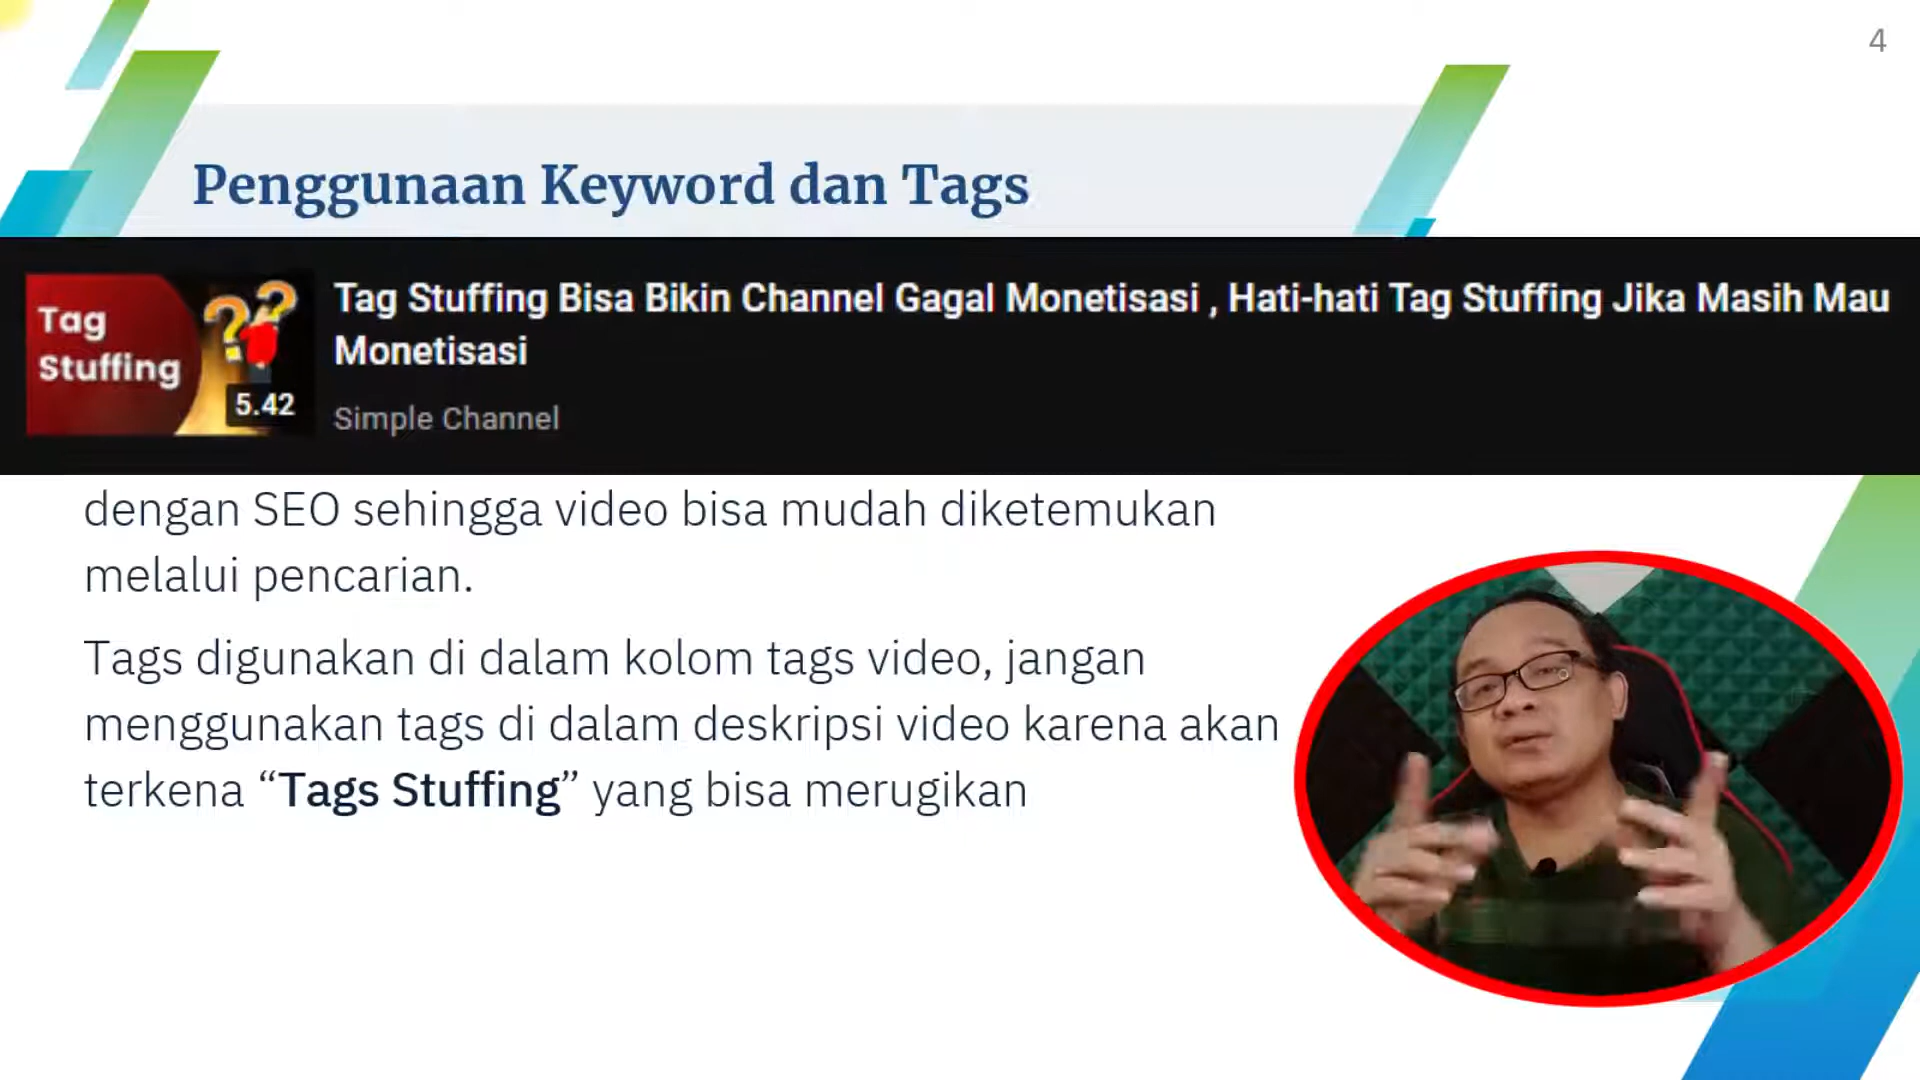 4
Penggunaan Keyword dan Tags
Tag
Stuffing
5.42
Tag Stuffing Bisa Bikin Channel Gagal Monetisasi , Hati-hati Tag Stuffing Jika Masih Mau
Monetisasi
Simple Channel
dengan SEO sehingga video bisa mudah diketemukan
melalui pencarian.
Tags digunakan di dalam kolom tags video, jangan
menggunakan tags di dalam deskripsi video karena akan
terkena “Tags Stuffing” yang bisa merugikan